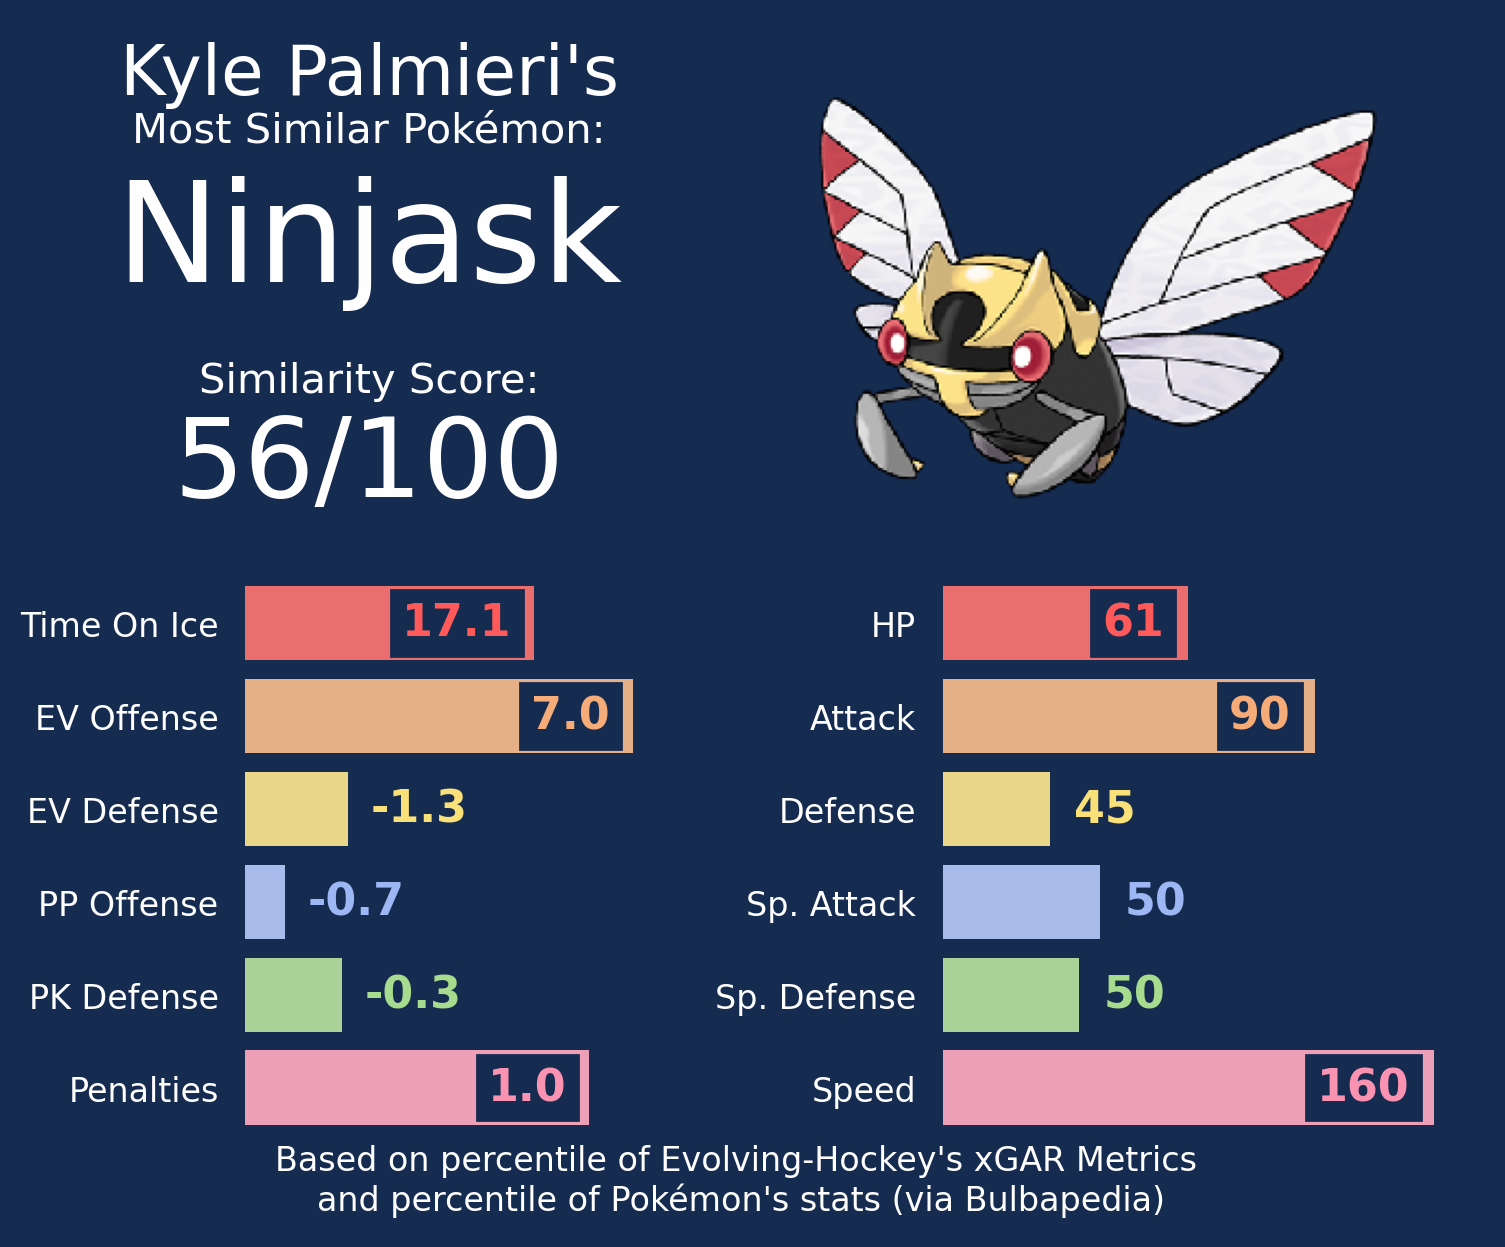 Kyle Palmieri's
Most Similar Pokémon:
Ninjask
Similarity Score:
56/100
Time On Ice 17.1
EV Offense 7.0
EV Defense -1.3
PP Offense -0.7
PK Defense -0.3
Penalties 1.0
HP 61
Attack 90
Defense 45
Sp. Attack 50
Sp. Defense 50
Speed 160
Based on percentile of Evolving-Hockey's xGAR Metrics
and percentile of Pokémon's stats (via Bulbapedia)